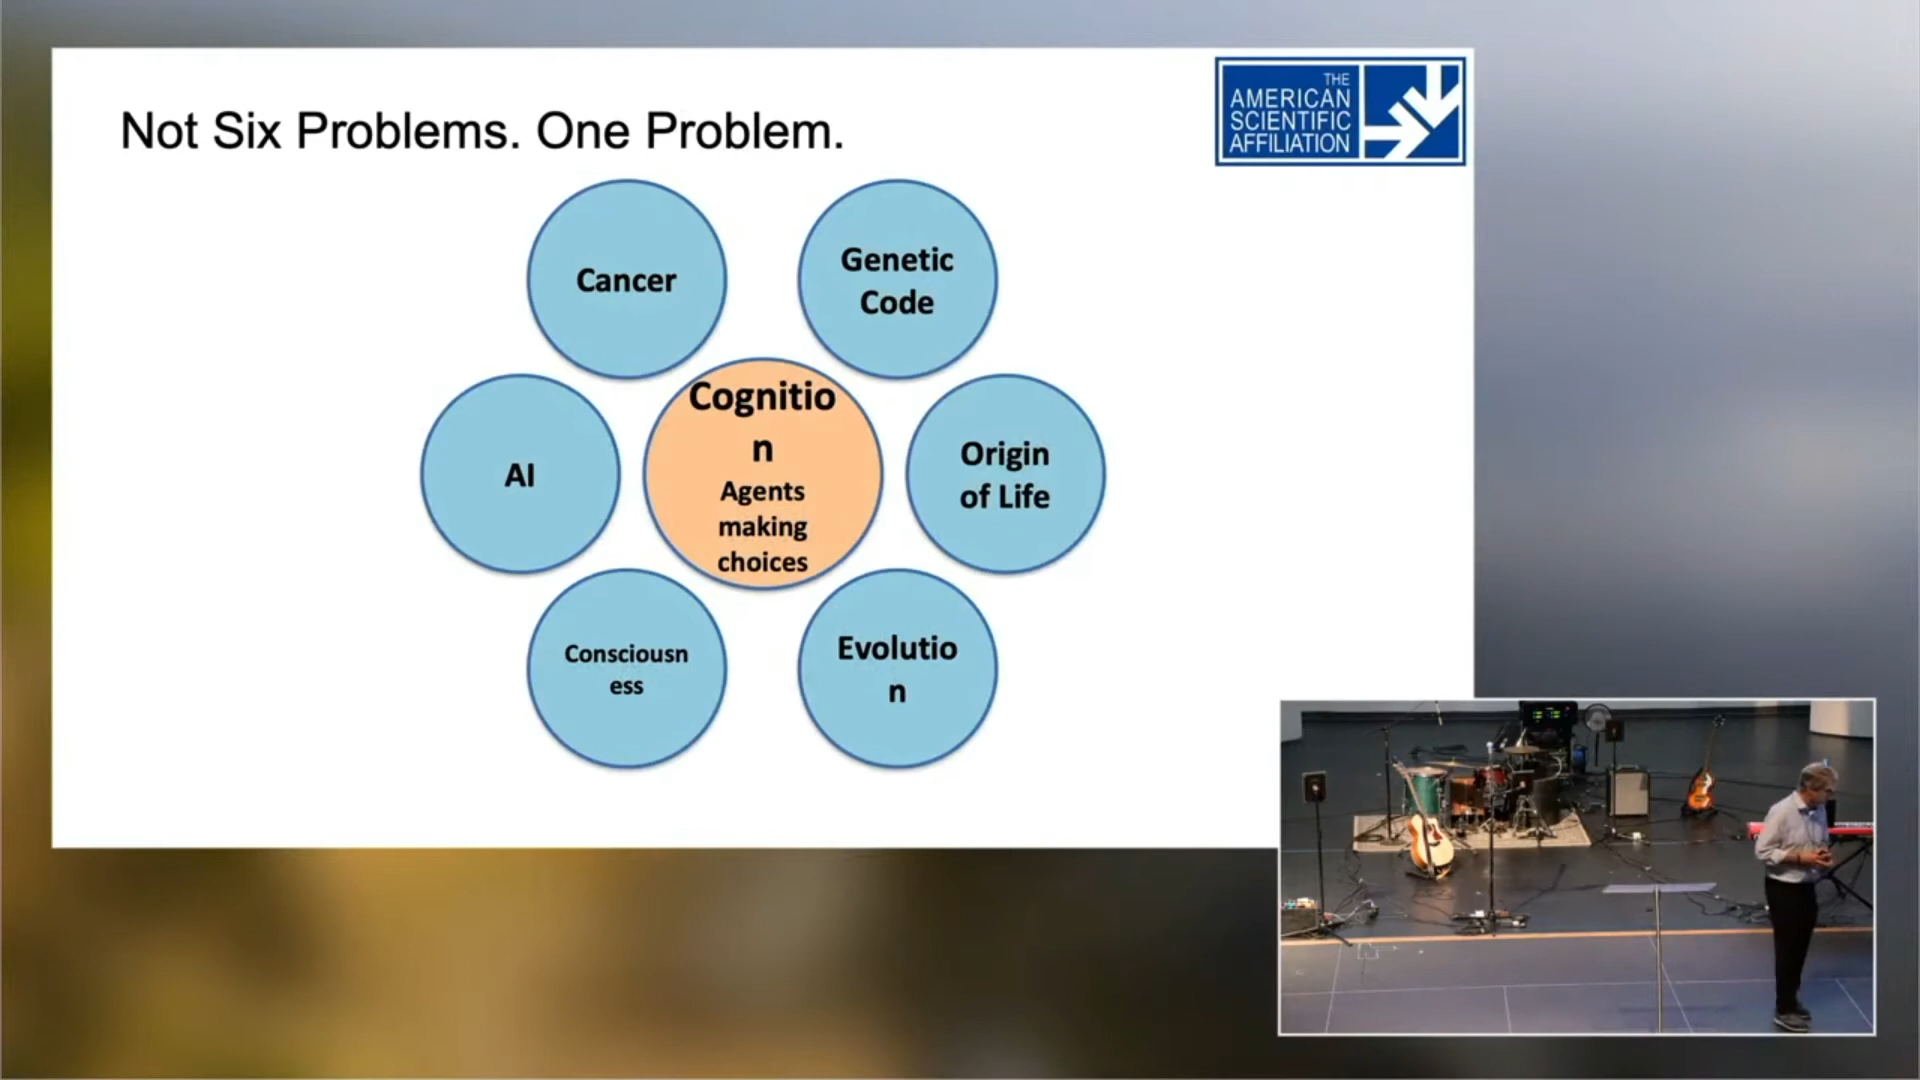 Not Six Problems. One Problem.
THE
AMERICAN
SCIENTIFIC
AFFILIATION
Cancer
Genetic
Code
AI
Cognitio
n
Agents
making
choices
Origin
of Life
Consciousn
ess
Evolutio
n